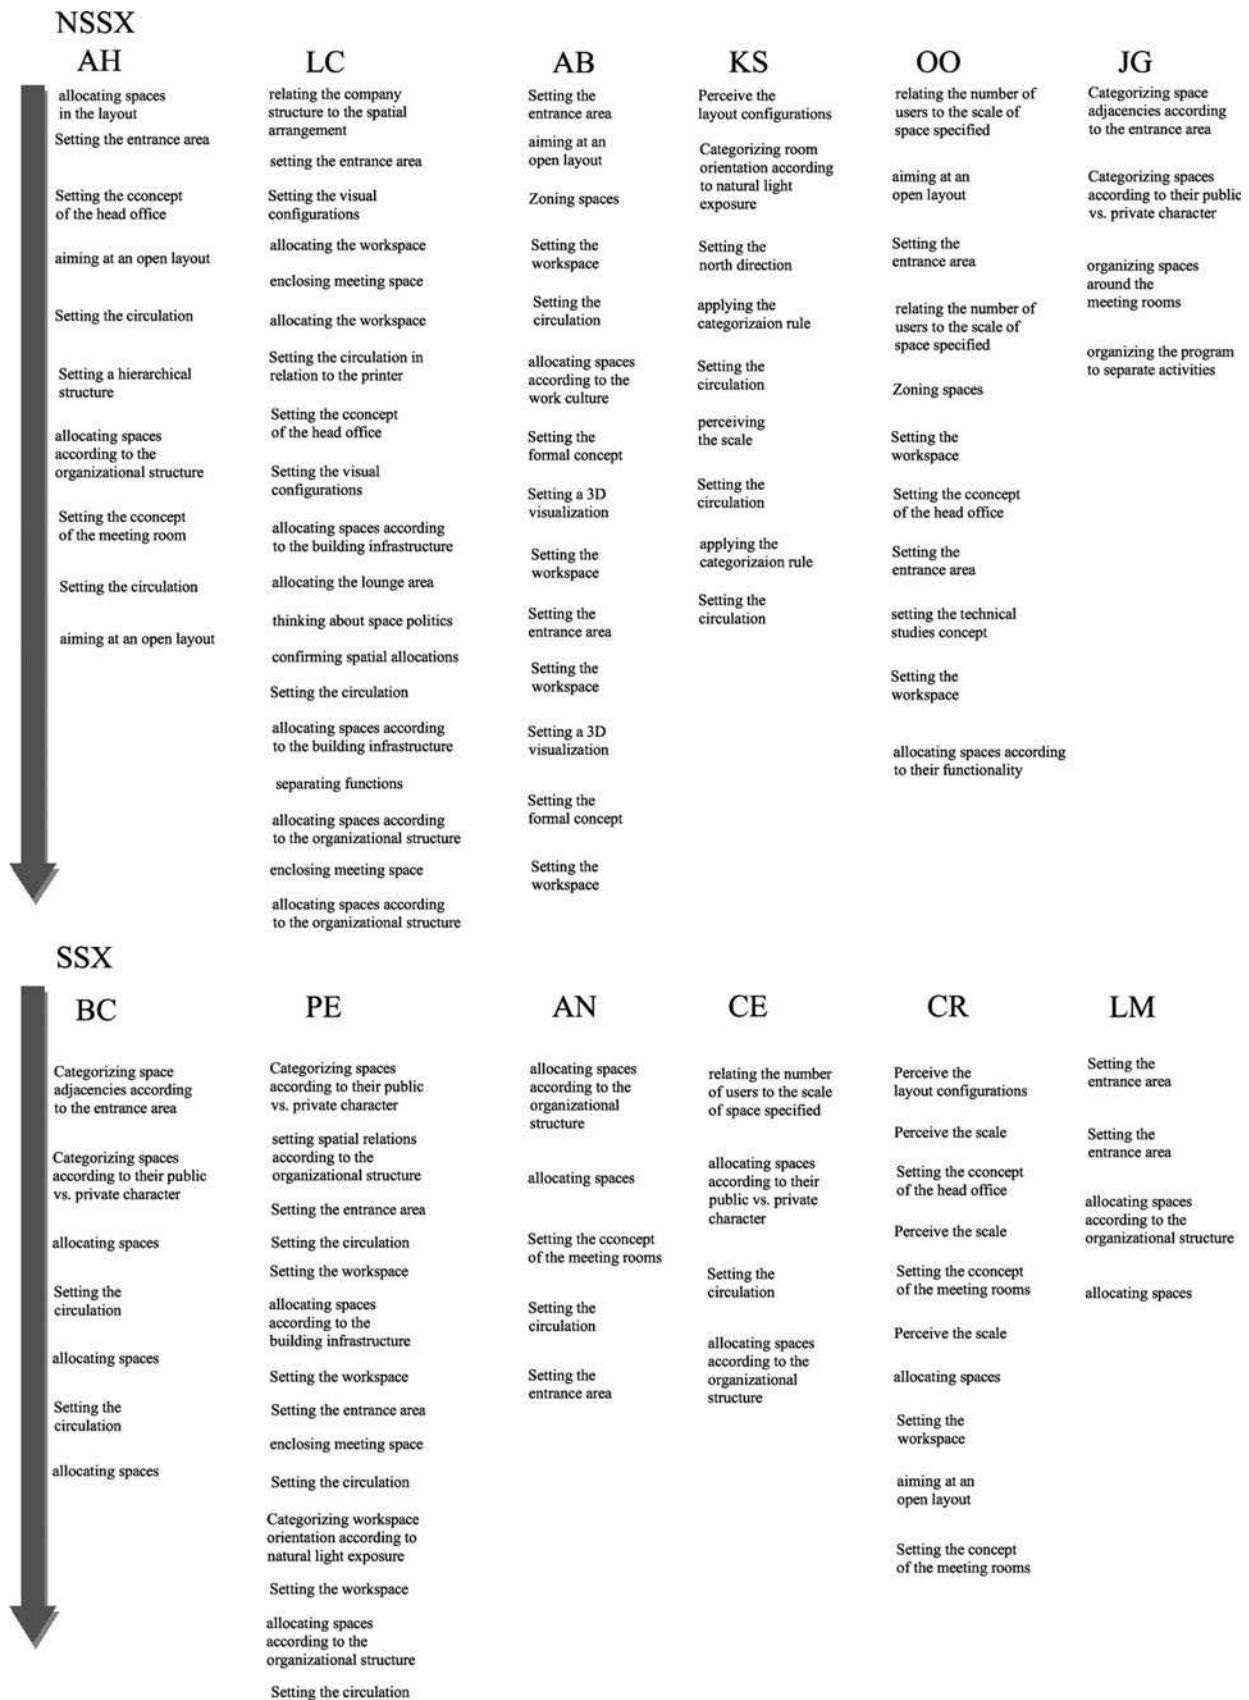 NSSX
AH
allocating spaces
in the layout
Setting the entrance area
Setting the cconcept
of the head office
aiming at an open layout
Setting the circulation
Setting a hierarchical
structure
allocating spaces
according to the
organizational structure
Setting the cconcept
of the meeting room
Setting the circulation
aiming at an open layout
LC
relating the company
structure to the spatial
arrangement
setting the entrance area
Setting the visual
configurations
allocating the workspace
enclosing meeting space
allocating the workspace
Setting the circulation in
relation to the printer
Setting the cconcept
of the head office
Setting the visual
configurations
allocating spaces according
to the building infrastructure
allocating the lounge area
thinking about space politics
confirming spatial allocations
Setting the circulation
allocating spaces according
to the building infrastructure
separating functions
allocating spaces according
to the organizational structure
enclosing meeting space
allocating spaces according
to the organizational structure
AB
Setting the
entrance area
aiming at an
open layout
Zoning spaces
Setting the
workspace
Setting the
circulation
allocating spaces
according to the
work culture
Setting the
formal concept
Setting a 3D
visualization
Setting the
workspace
Setting the
entrance area
Setting the
workspace
Setting a 3D
visualization
Setting the
formal concept
Setting the
workspace
KS
Perceive the
layout configurations
Categorizing room
orientation according
to natural light
exposure
Setting the
north direction
applying the
categorizaion rule
Setting the
circulation
perceiving
the scale
Setting the
circulation
applying the
categorizaion rule
Setting the
circulation
OO
relating the number of
users to the scale of
space specified
aiming at an
open layout
Setting the
entrance area
relating the number of
users to the scale of
space specified
Zoning spaces
Setting the
workspace
Setting the cconcept
of the head office
Setting the
entrance area
setting the technical
studies concept
Setting the
workspace
allocating spaces according
to their functionality
JG
Categorizing space
adjacencies according
to the entrance area
Categorizing spaces
according to their public
vs. private character
organizing spaces
around the
meeting rooms
organizing the program
to separate activities
SSX
BC
Categorizing space
adjacencies according
to the entrance area
Categorizing spaces
according to their public
vs. private character
allocating spaces
Setting the
circulation
allocating spaces
Setting the
circulation
allocating spaces
PE
Categorizing spaces
according to their public
vs. private character
setting spatial relations
according to the
organizational structure
Setting the entrance area
Setting the circulation
Setting the workspace
allocating spaces
according to the
building infrastructure
Setting the workspace
Setting the entrance area
enclosing meeting space
Setting the circulation
Categorizing workspace
orientation according to
natural light exposure
Setting the workspace
allocating spaces
according to the
organizational structure
Setting the circulation
AN
allocating spaces
according to the
organizational
structure
allocating spaces
Setting the cconcept
of the meeting rooms
Setting the
circulation
Setting the
entrance area
CE
relating the number
of users to the scale
of space specified
allocating spaces
according to their
public vs. private
character
Setting the
circulation
allocating spaces
according to the
organizational
structure
CR
Perceive the
layout configurations
Perceive the scale
Setting the cconcept
of the head office
Perceive the scale
Setting the cconcept
of the meeting rooms
Perceive the scale
allocating spaces
Setting the
workspace
aiming at an
open layout
Setting the concept
of the meeting rooms
LM
Setting the
entrance area
Setting the
entrance area
allocating spaces
according to the
organizational structure
allocating spaces